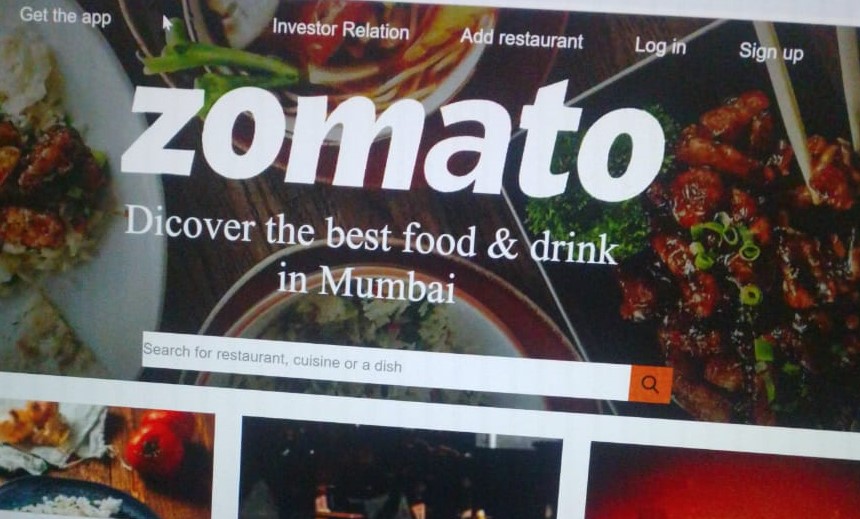 Get the app Investor Relation Add restaurant Log in Sign up
zomato
Dicover the best food & drink
in Mumbai
Search for restaurant, cuisine or a dish